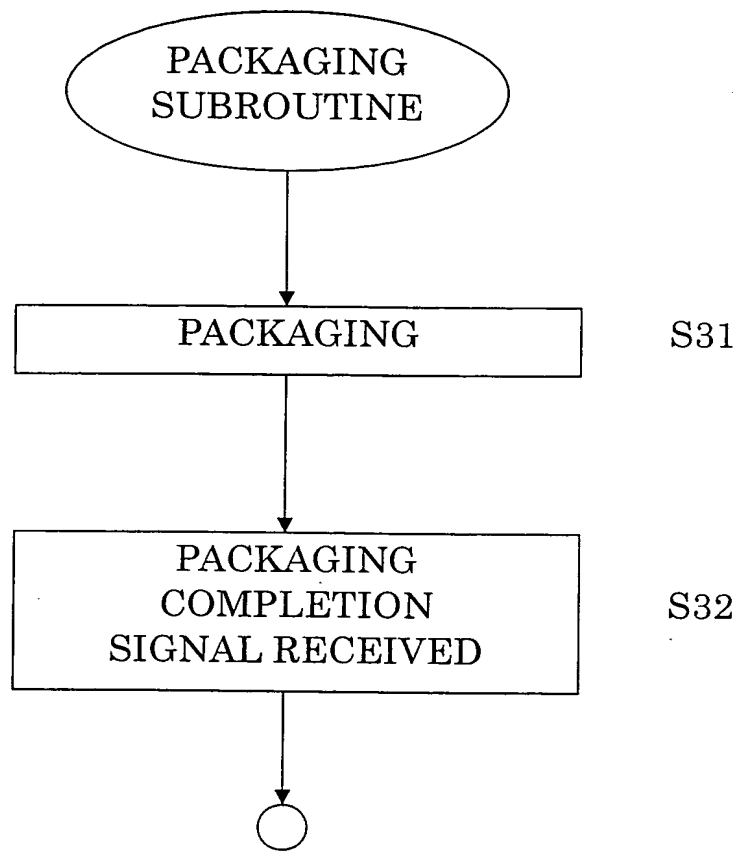 PACKAGING
SUBROUTINE
PACKAGING
S31
PACKAGING
COMPLETION
SIGNAL RECEIVED
S32